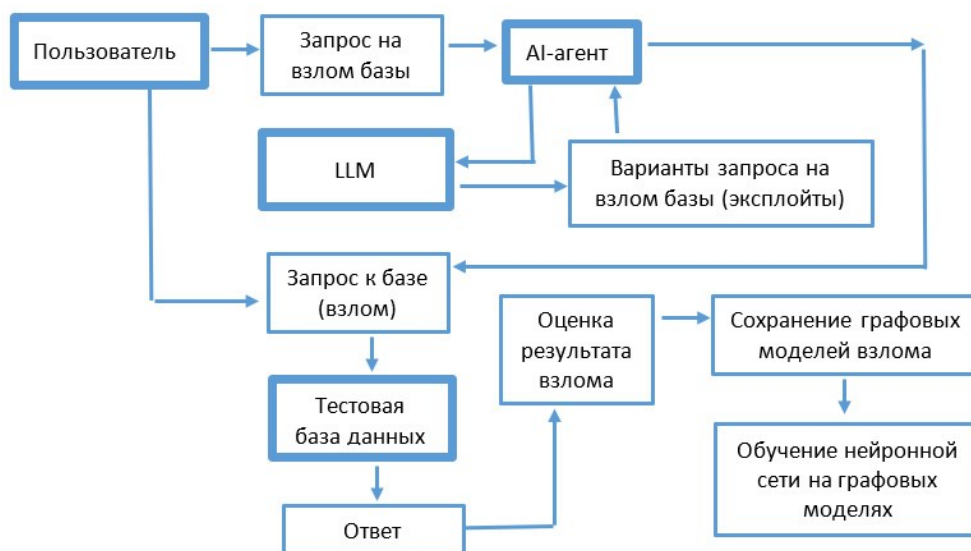 Пользователь
Запрос на
взлом базы
AI-агент
LLM
Варианты запроса на
взлом базы (эксплойты)
Запрос к базе
(взлом)
Оценка
результата
взлома
Сохранение графовых
моделей взлома
Тестовая
база данных
Обучение нейронной
сети на графовых
моделях
Ответ